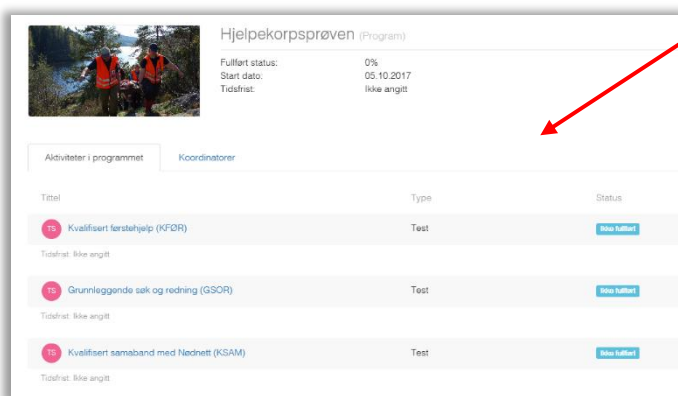 Hjelpekorpsprøven (Program)
Fullført status: 0%
Start dato: 05.10.2017
Tidsfrist: Ikke angitt
Aktiviteter i programmet Koordinatorer
Tittel Type Status
TS Kvalifisert førstehjelp (KFØR) Test Ikke fullført
Tidsfrist: Ikke angitt
TS Grunnleggende søk og redning (GSOR) Test Ikke fullført
Tidsfrist: Ikke angitt
TS Kvalifisert samaband med Nødnett (KSAM) Test Ikke fullført
Tidsfrist: Ikke angitt